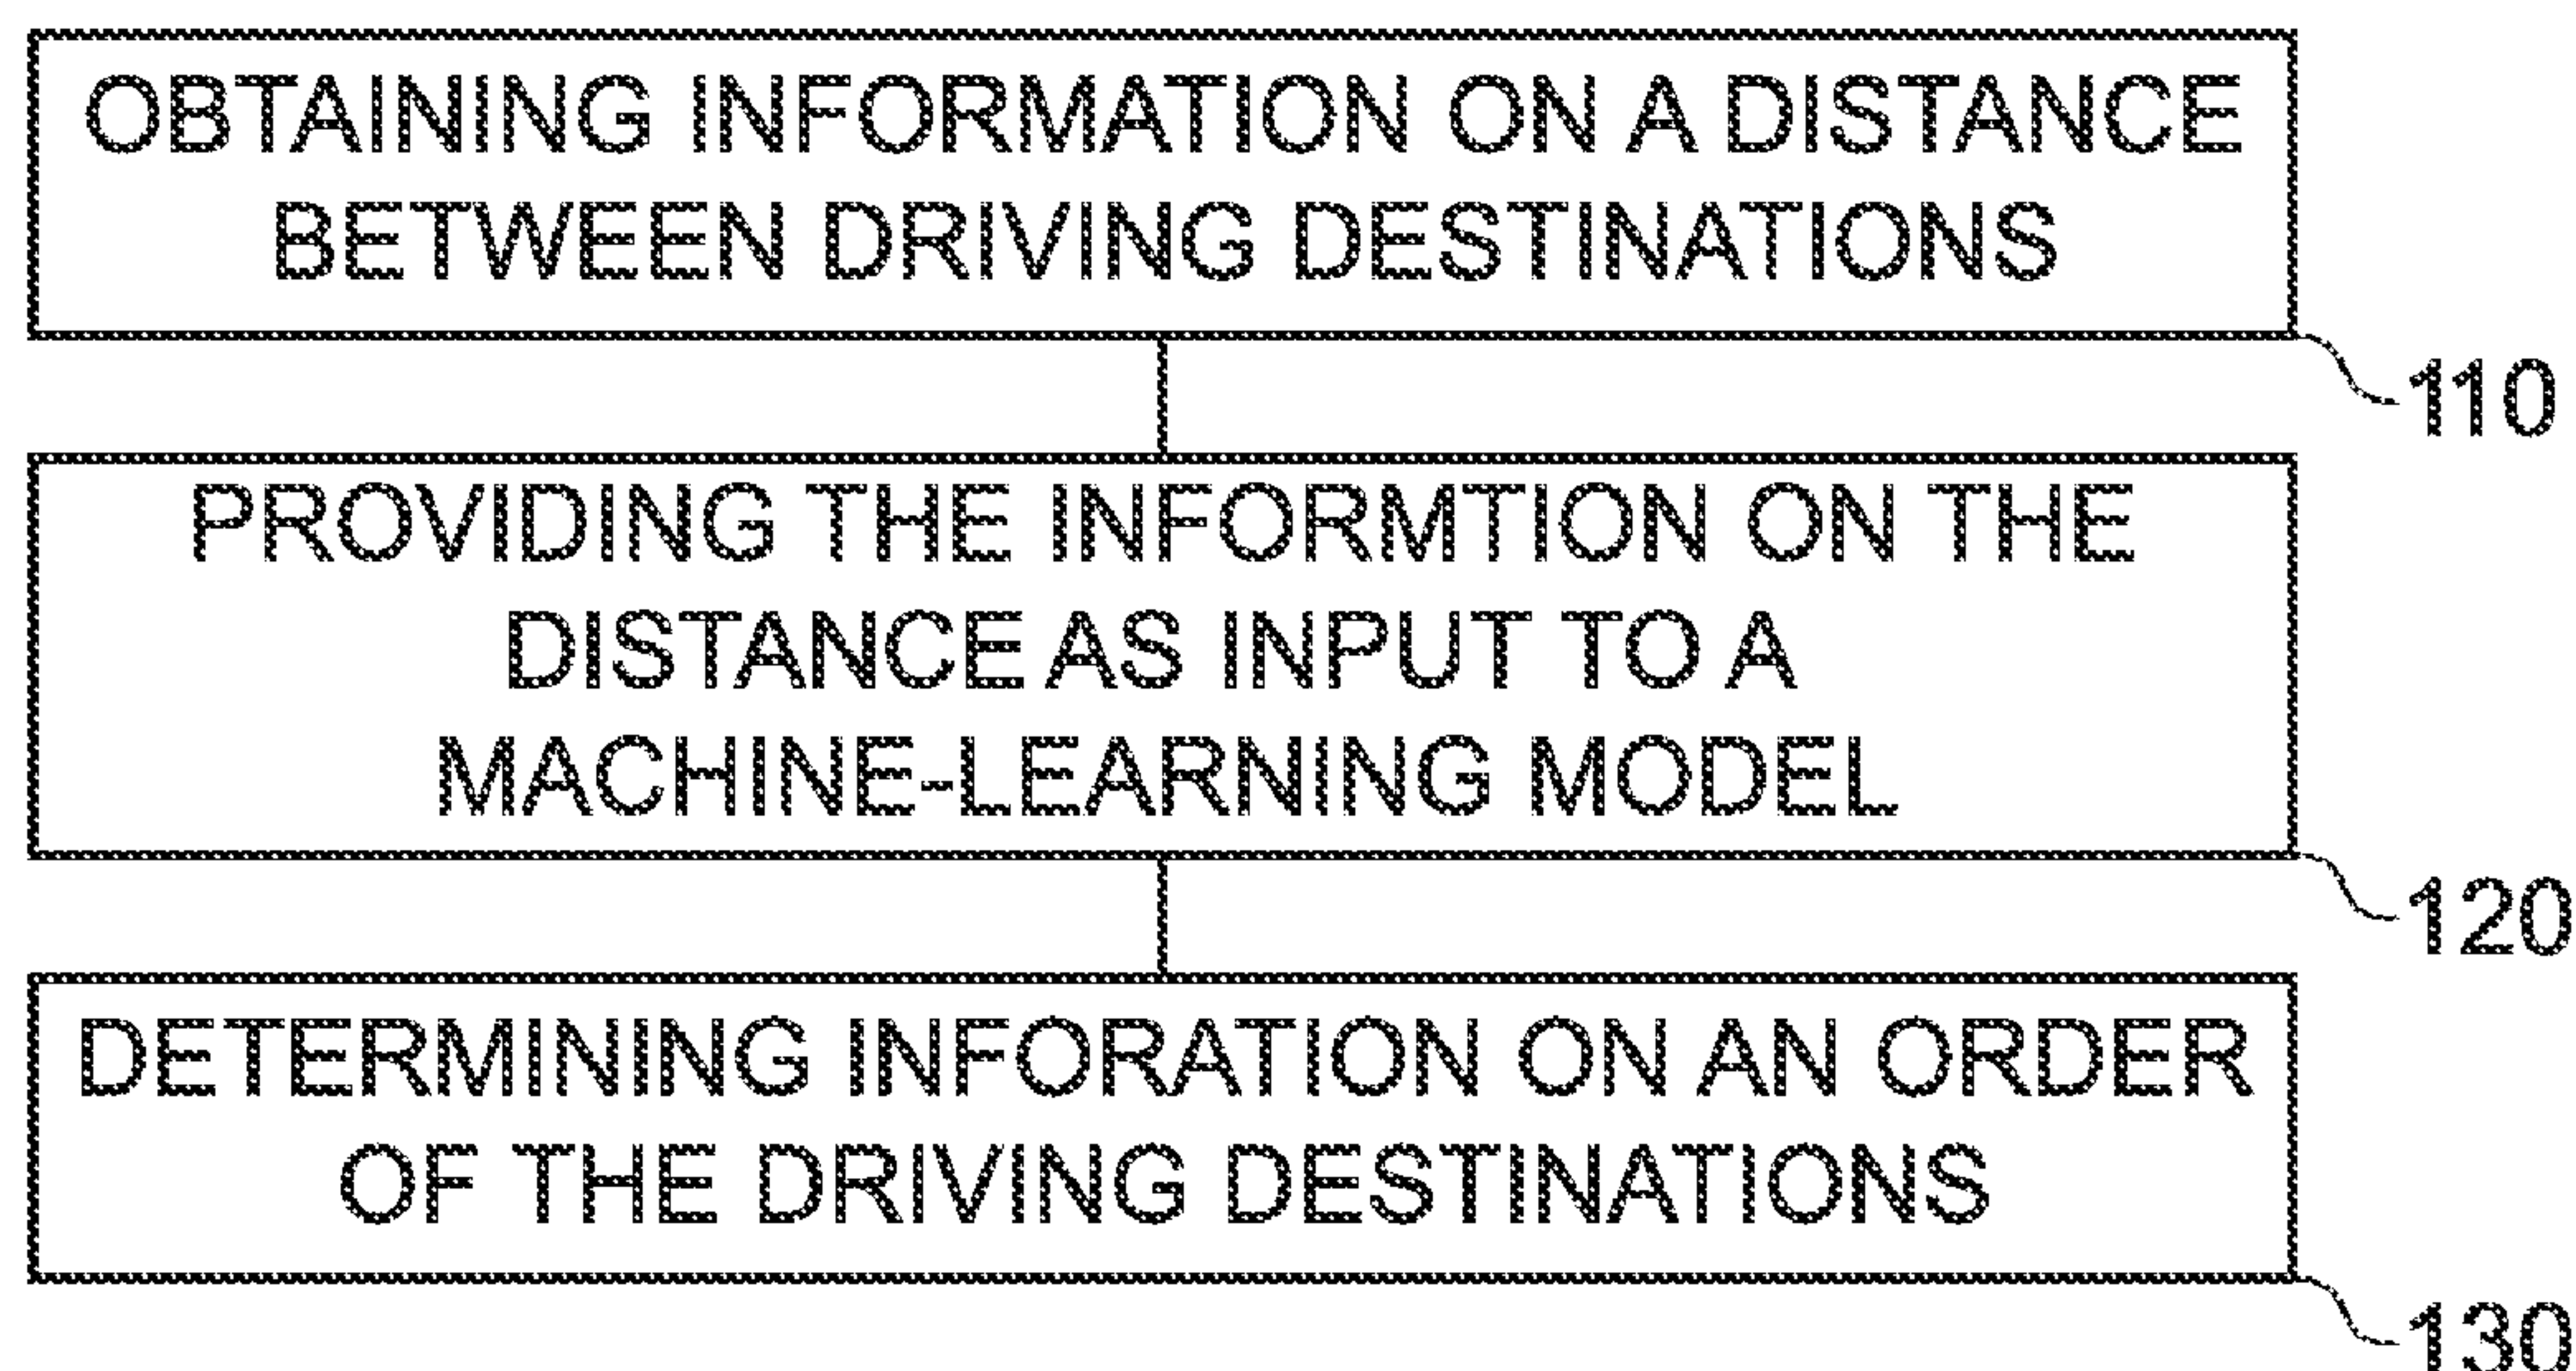 OBTAINING INFORMATION ON A DISTANCE
BETWEEN DRIVING DESTINATIONS
110
PROVIDING THE INFORMTION ON THE
DISTANCE AS INPUT TO A
MACHINE-LEARNING MODEL
120
DETERMINING INFORATION ON AN ORDER
OF THE DRIVING DESTINATIONS
130